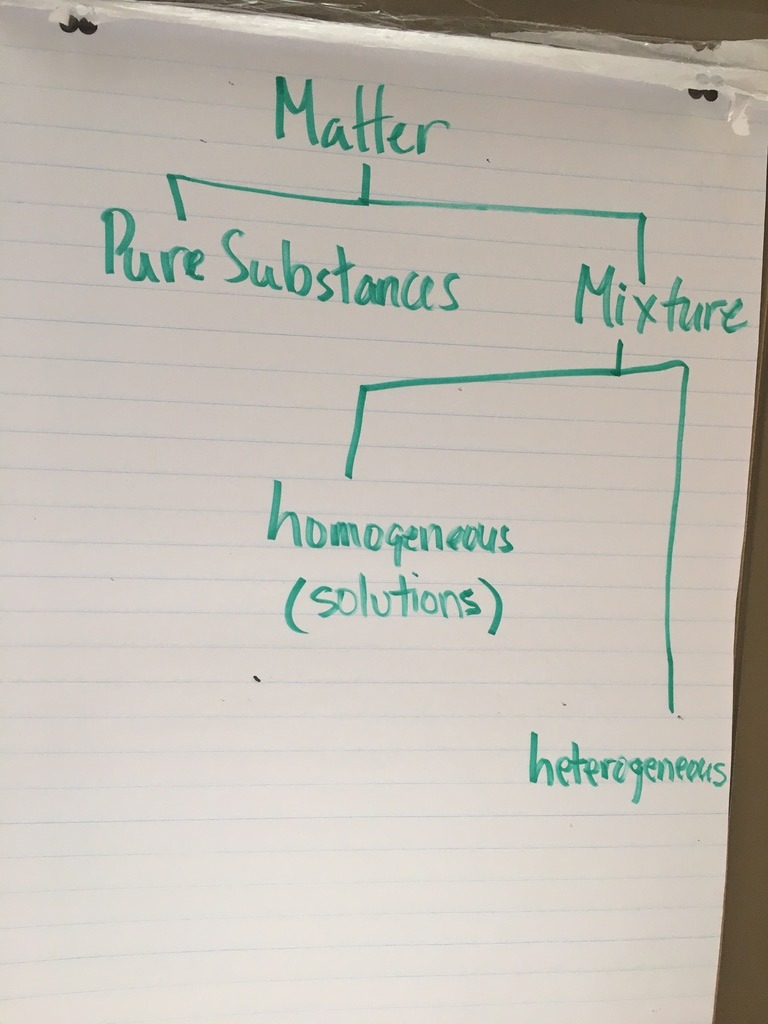 Matter
Pure Substances
Mixture
homogeneous
(solutions)
heterogeneous